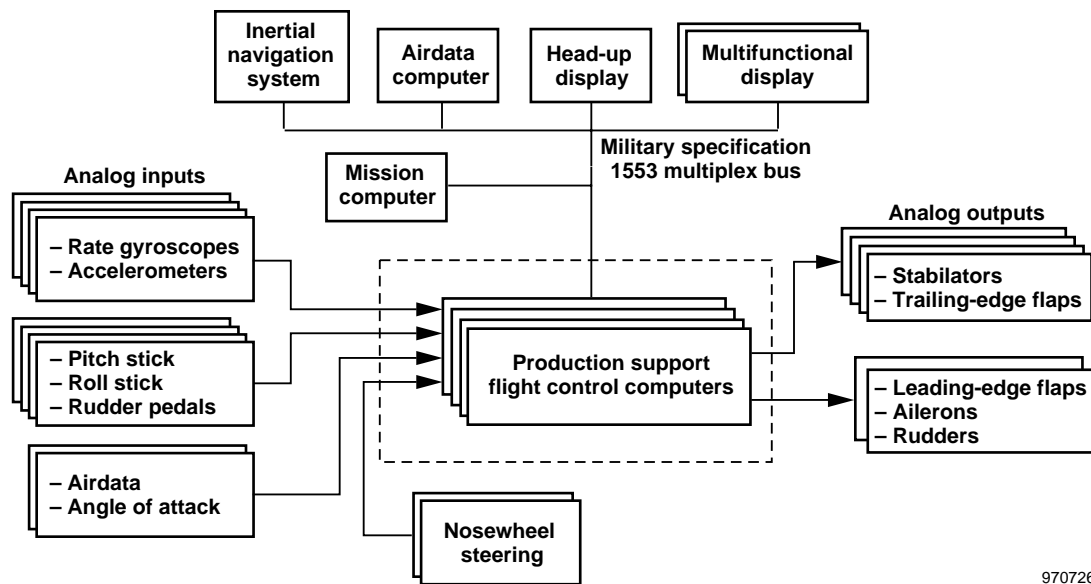 Inertial
navigation
system
Airdata
computer
Head-up
display
Multifunctional
display
Military specification
1553 multiplex bus
Mission
computer
Analog inputs
– Rate gyroscopes
– Accelerometers
– Pitch stick
– Roll stick
– Rudder pedals
– Airdata
– Angle of attack
Production support
flight control computers
Nosewheel
steering
Analog outputs
– Stabilators
– Trailing-edge flaps
– Leading-edge flaps
– Ailerons
– Rudders
970726